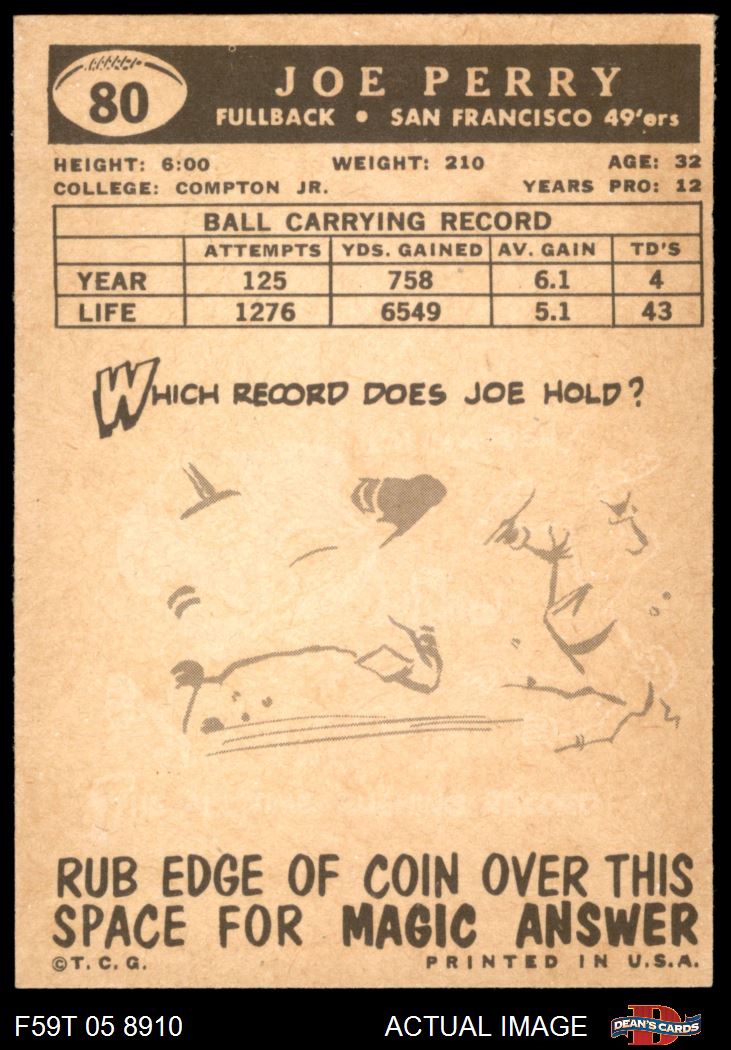 80
JOE PERRY
FULLBACK • SAN FRANCISCO 49'ers
HEIGHT: 6:00 WEIGHT: 210 AGE: 32
COLLEGE: COMPTON JR. YEARS PRO: 12
BALL CARRYING RECORD
ATTEMPTS YDS. GAINED AV. GAIN TD'S
YEAR 125 758 6.1 4
LIFE 1276 6549 5.1 43
WHICH RECORD DOES JOE HOLD?
RUB EDGE OF COIN OVER THIS
SPACE FOR MAGIC ANSWER
©T.C.G. PRINTED IN U.S.A.
F59T 05 8910 ACTUAL IMAGE DEAN'S CARDS